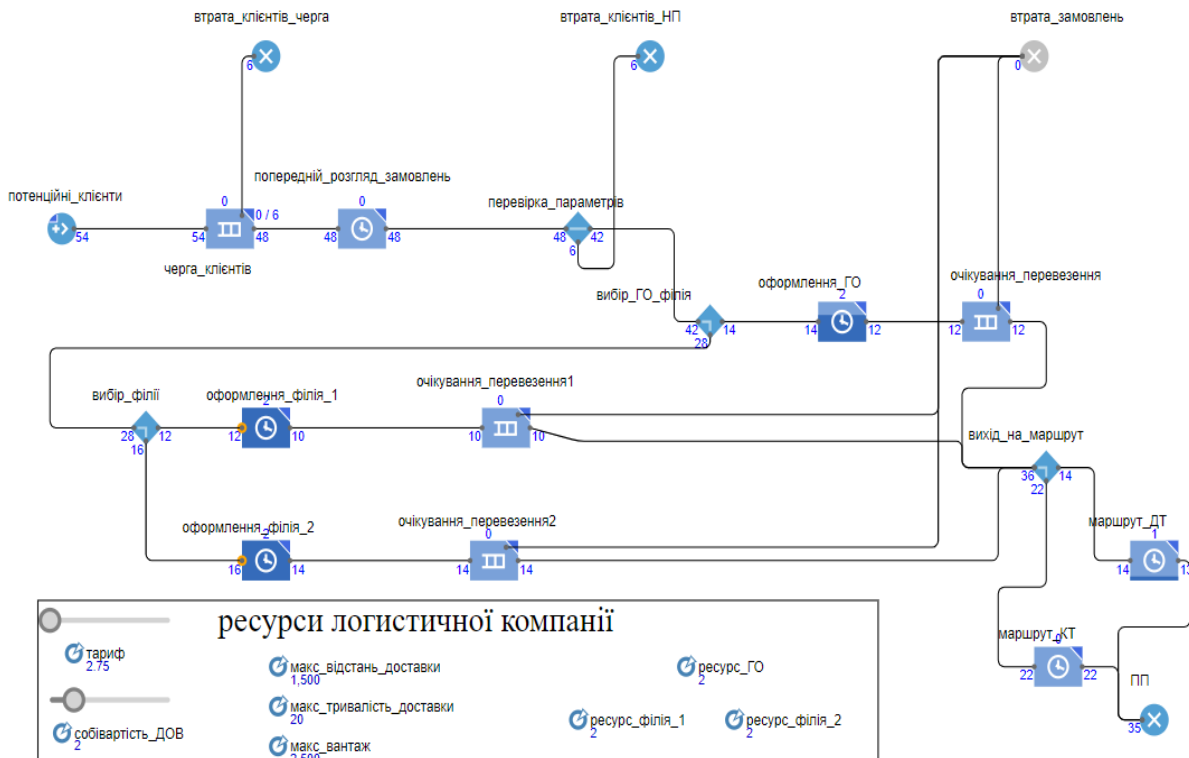 втрата_клієнтів_черга
втрата_клієнтів_НП
втрата_замовлень
6
6
0
потенційні_клієнти
попередній_розгляд_замовлень
перевірка_параметрів
0
0
0 / 6
54
54
48
48
48
48
42
6
черга_клієнтів
вибір_ГО_філія
оформлення_ГО
очікування_перевезення
2
0
42
14
14
12
12
12
28
вибір_філії
оформлення_філія_1
очікування_перевезення1
2
0
28
12
12
10
10
10
16
вихід_на_маршрут
36
14
22
оформлення_філія_2
очікування_перевезення2
2
0
16
14
14
14
маршрут_ДТ
1
14
13
ресурси логистичної компанії
маршрут_КТ
0
22
22
ПП
35
тариф
2.75
макс_відстань_доставки
1,500
ресурс_ГО
2
макс_тривалість_доставки
20
собівартість_ДОВ
2
ресурс_філія_1
2
ресурс_філія_2
2
макс_вантаж